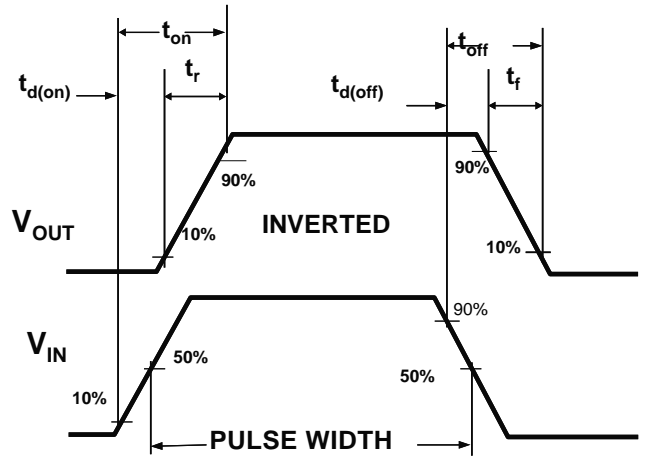 t_on
t_off
t_d(on)
t_r
t_d(off)
t_f
90%
90%
V_OUT
10%
INVERTED
10%
90%
V_IN
50%
50%
10%
PULSE WIDTH